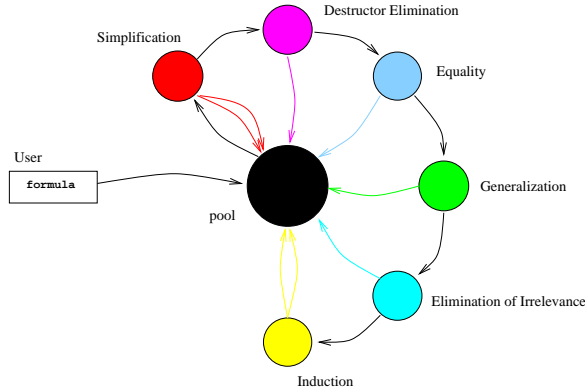 Destructor Elimination
Simplification
Equality
User
formula
Generalization
pool
Elimination of Irrelevance
Induction